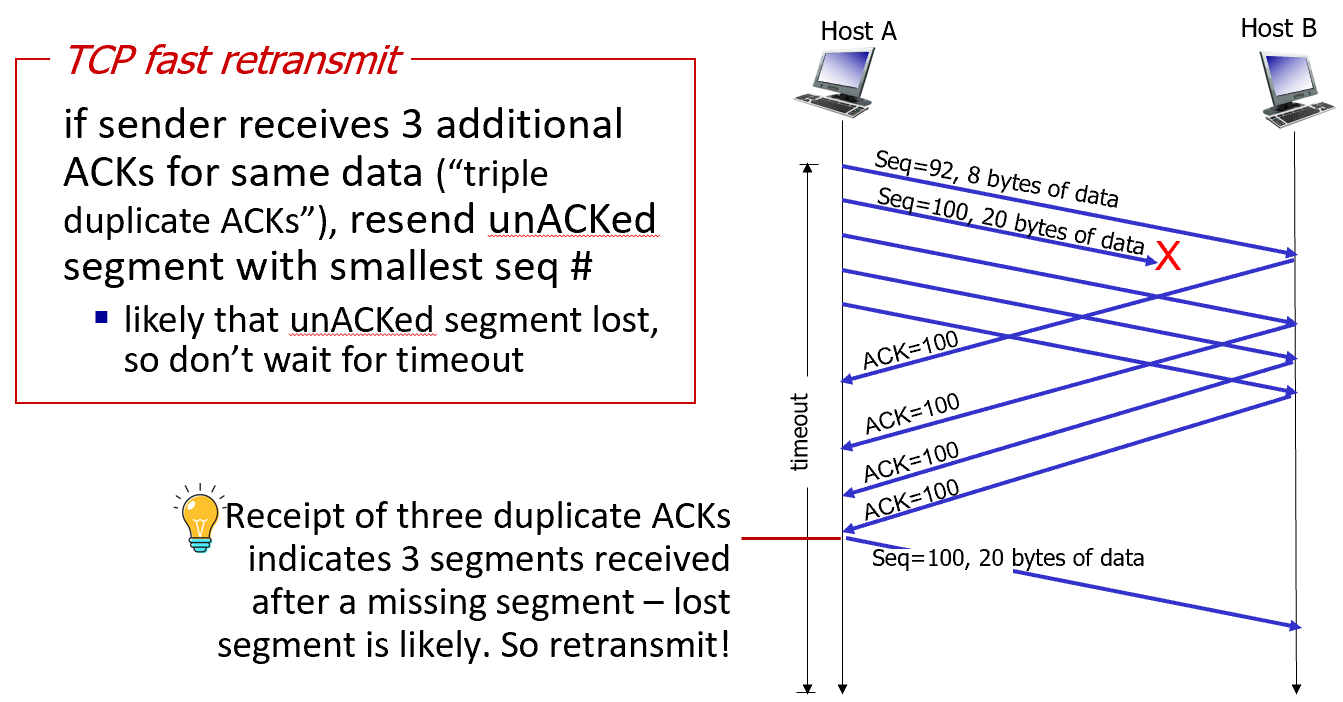 TCP fast retransmit
if sender receives 3 additional
ACKs for same data (“triple
duplicate ACKs”), resend unACKed
segment with smallest seq #
▪ likely that unACKed segment lost,
so don’t wait for timeout
Receipt of three duplicate ACKs
indicates 3 segments received
after a missing segment – lost
segment is likely. So retransmit!
Host A
Host B
Seq=92, 8 bytes of data
Seq=100, 20 bytes of data
X
ACK=100
ACK=100
ACK=100
ACK=100
timeout
Seq=100, 20 bytes of data